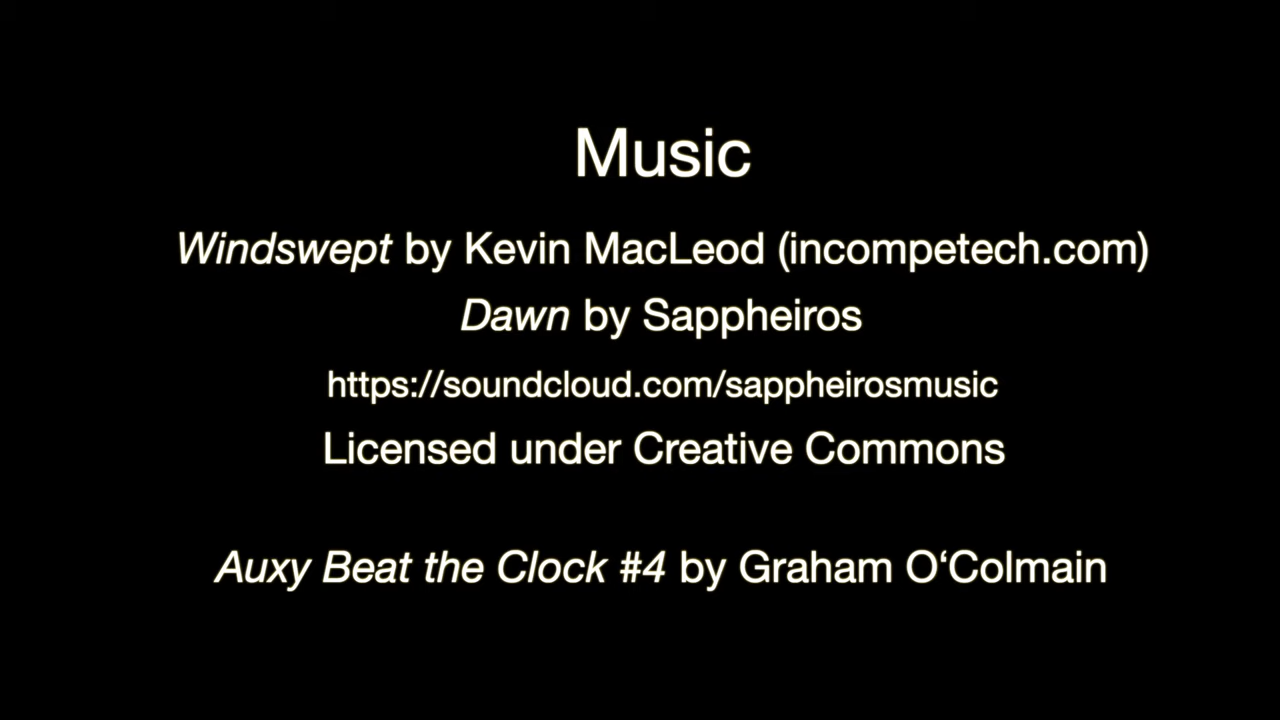 Music
Windswept by Kevin MacLeod (incompetech.com)
Dawn by Sappheiros
https://soundcloud.com/sappheirosmusic
Licensed under Creative Commons
Auxy Beat the Clock #4 by Graham O‘Colmain